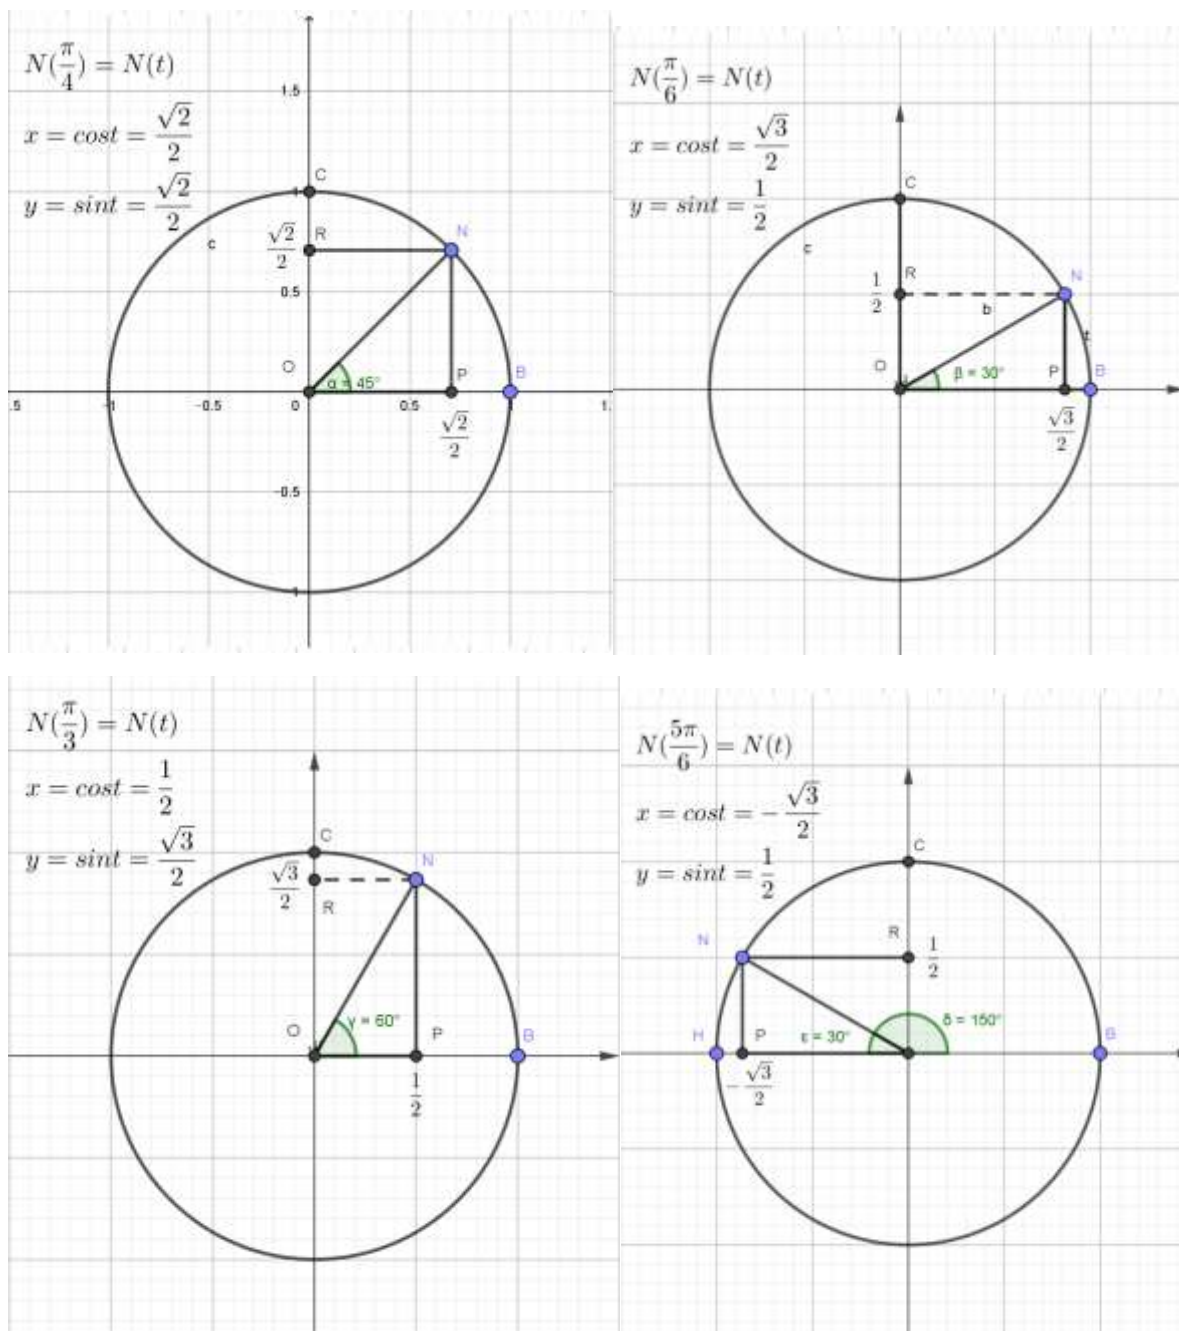 N(π/4) = N(t)
x = cost = √2/2
y = sint = √2/2
1.5
C
1
c
√2/2
R
N
0.5
O
α = 45°
P
B
.5
-1
-0.5
0
0.5
1
1.
√2/2
-0.5
-1
N(π/6) = N(t)
x = cost = √3/2
y = sint = 1/2
C
c
1/2
R
N
b
f
O
β = 30°
P
B
√3/2
N(π/3) = N(t)
x = cost = 1/2
y = sint = √3/2
C
N
√3/2
R
O
γ = 60°
P
B
1/2
N(5π/6) = N(t)
x = cost = -√3/2
y = sint = 1/2
C
N
R
1/2
H
P
ε = 30°
δ = 150°
B
-√3/2